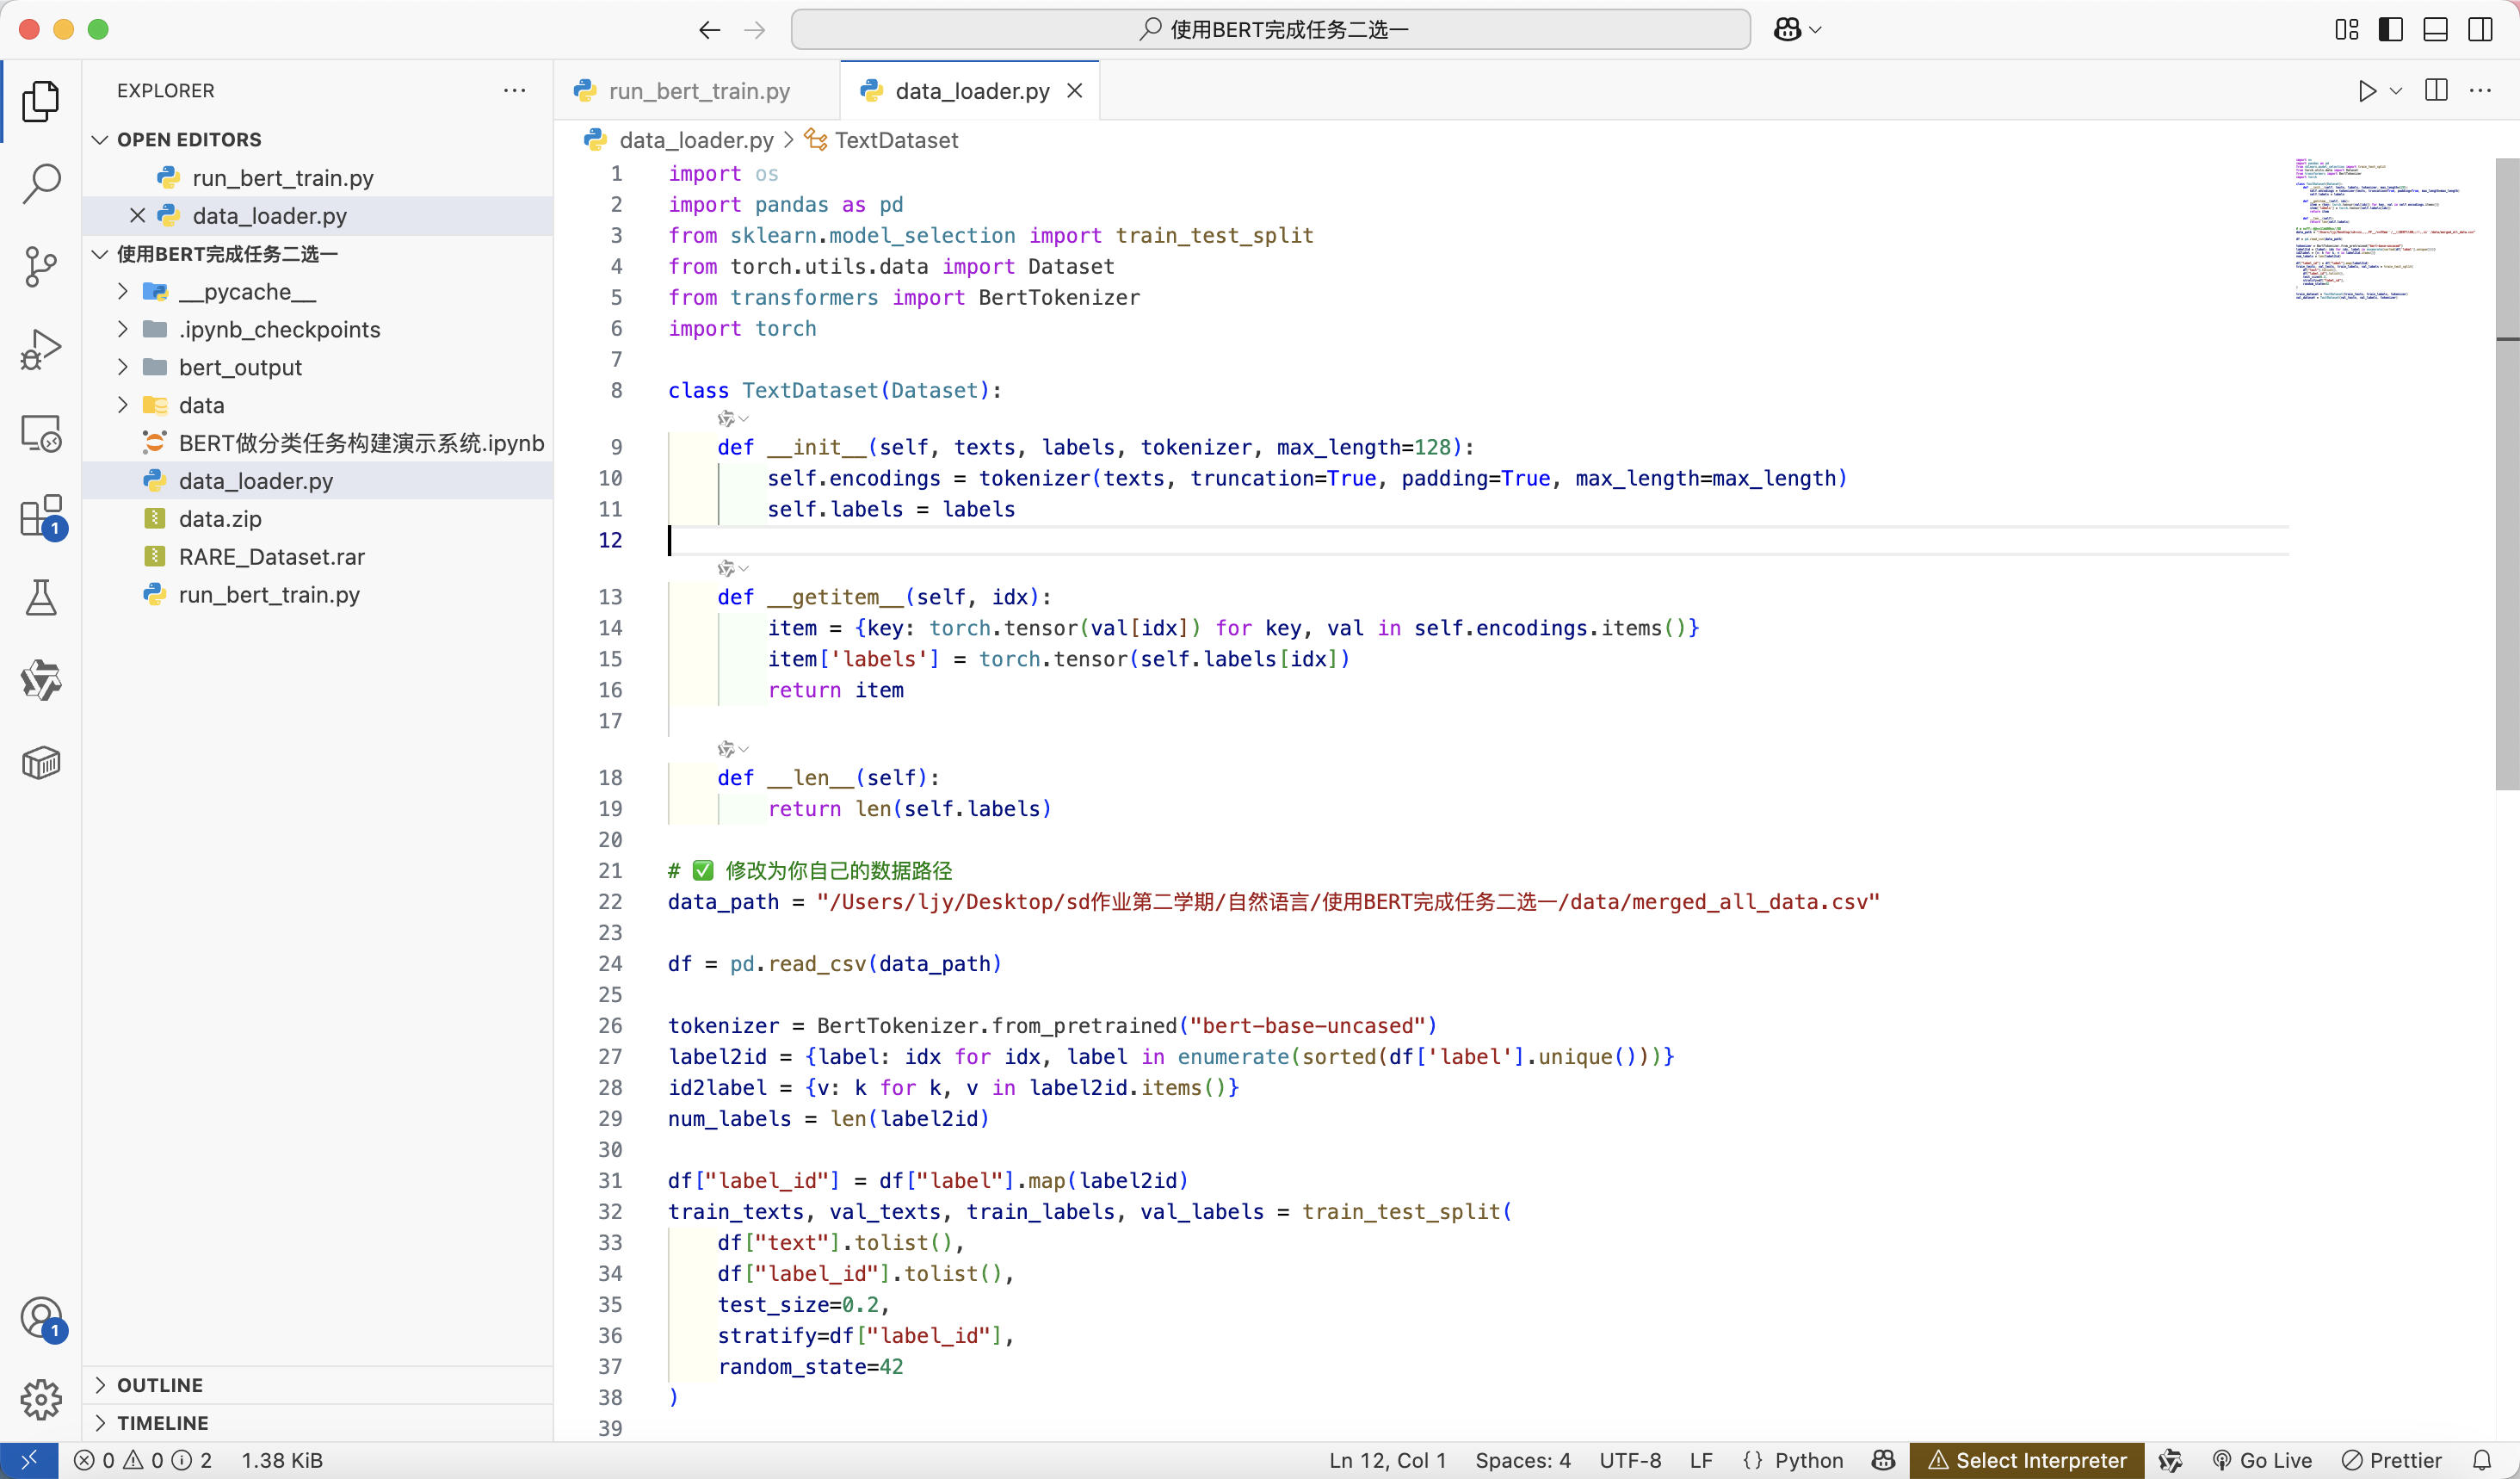 使用BERT完成任务二选一
EXPLORER
OPEN EDITORS
run_bert_train.py
data_loader.py
使用BERT完成任务二选一
__pycache__
.ipynb_checkpoints
bert_output
data
BERT做分类任务构建演示系统.ipynb
data_loader.py
data.zip
RARE_Dataset.rar
run_bert_train.py
1
1
OUTLINE
TIMELINE
run_bert_train.py
data_loader.py
data_loader.py > TextDataset
1 import os
2 import pandas as pd
3 from sklearn.model_selection import train_test_split
4 from torch.utils.data import Dataset
5 from transformers import BertTokenizer
6 import torch
7
8 class TextDataset(Dataset):
9     def __init__(self, texts, labels, tokenizer, max_length=128):
10         self.encodings = tokenizer(texts, truncation=True, padding=True, max_length=max_length)
11         self.labels = labels
12
13     def __getitem__(self, idx):
14         item = {key: torch.tensor(val[idx]) for key, val in self.encodings.items()}
15         item['labels'] = torch.tensor(self.labels[idx])
16         return item
17
18     def __len__(self):
19         return len(self.labels)
20
21 # ✅ 修改为你自己的数据路径
22 data_path = "/Users/ljy/Desktop/sd作业第二学期/自然语言/使用BERT完成任务二选一/data/merged_all_data.csv"
23
24 df = pd.read_csv(data_path)
25
26 tokenizer = BertTokenizer.from_pretrained("bert-base-uncased")
27 label2id = {label: idx for idx, label in enumerate(sorted(df['label'].unique()))}
28 id2label = {v: k for k, v in label2id.items()}
29 num_labels = len(label2id)
30
31 df["label_id"] = df["label"].map(label2id)
32 train_texts, val_texts, train_labels, val_labels = train_test_split(
33     df["text"].tolist(),
34     df["label_id"].tolist(),
35     test_size=0.2,
36     stratify=df["label_id"],
37     random_state=42
38 )
39
0 0 2 1.38 KiB
Ln 12, Col 1 Spaces: 4 UTF-8 LF {} Python Select Interpreter Go Live Prettier